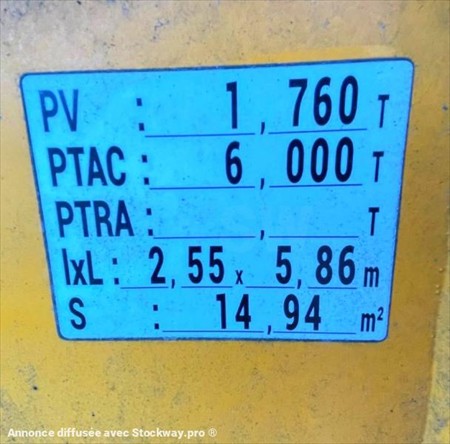 PV : 1, 760 T
PTAC : 6, 000 T
PTRA : , T
lxL : 2, 55 x 5, 86 m
S : 14, 94 m²
Annonce diffusée avec Stockway.pro ®